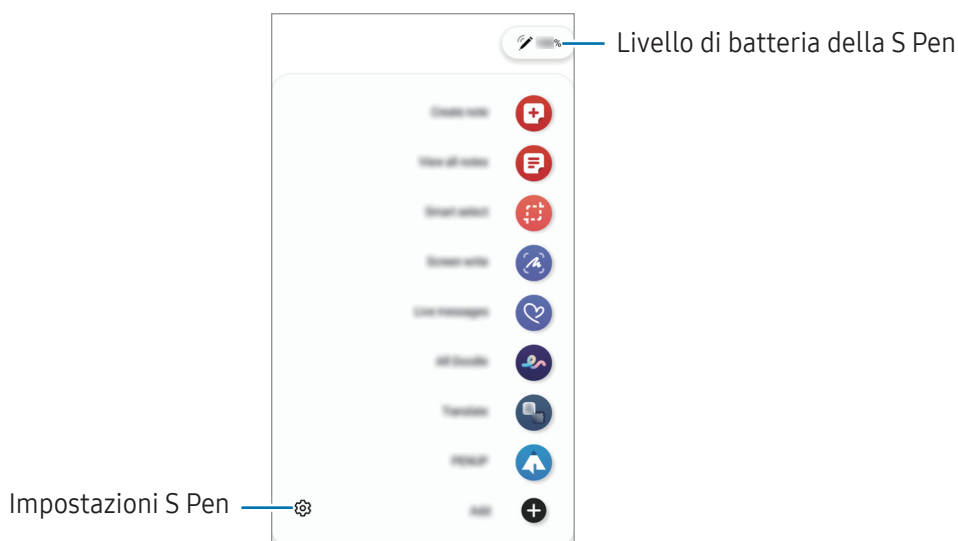 %
Livello di batteria della S Pen
Create note
View all notes
Smart select
Screen write
Live messages
AR Doodle
Translate
PENUP
Add
Impostazioni S Pen